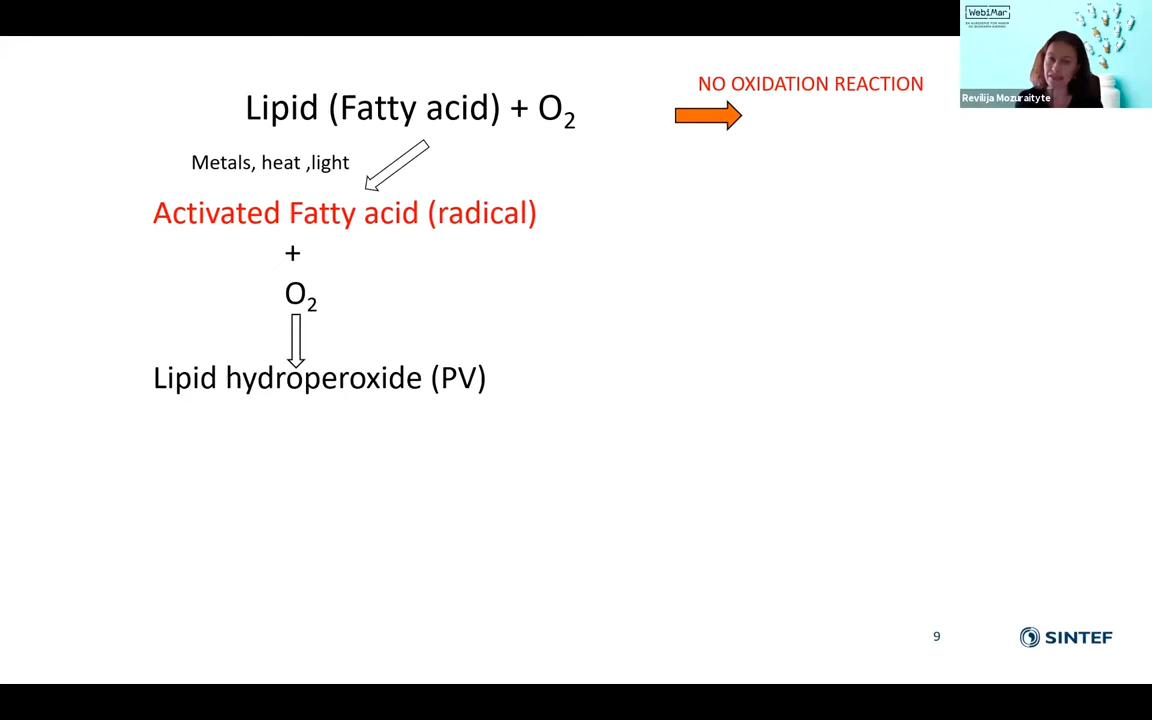 WebiMar
Revilija Mozuraityte
NO OXIDATION REACTION
Lipid (Fatty acid) + O2
Metals, heat ,light
Activated Fatty acid (radical)
+
O2
Lipid hydroperoxide (PV)
9
SINTEF